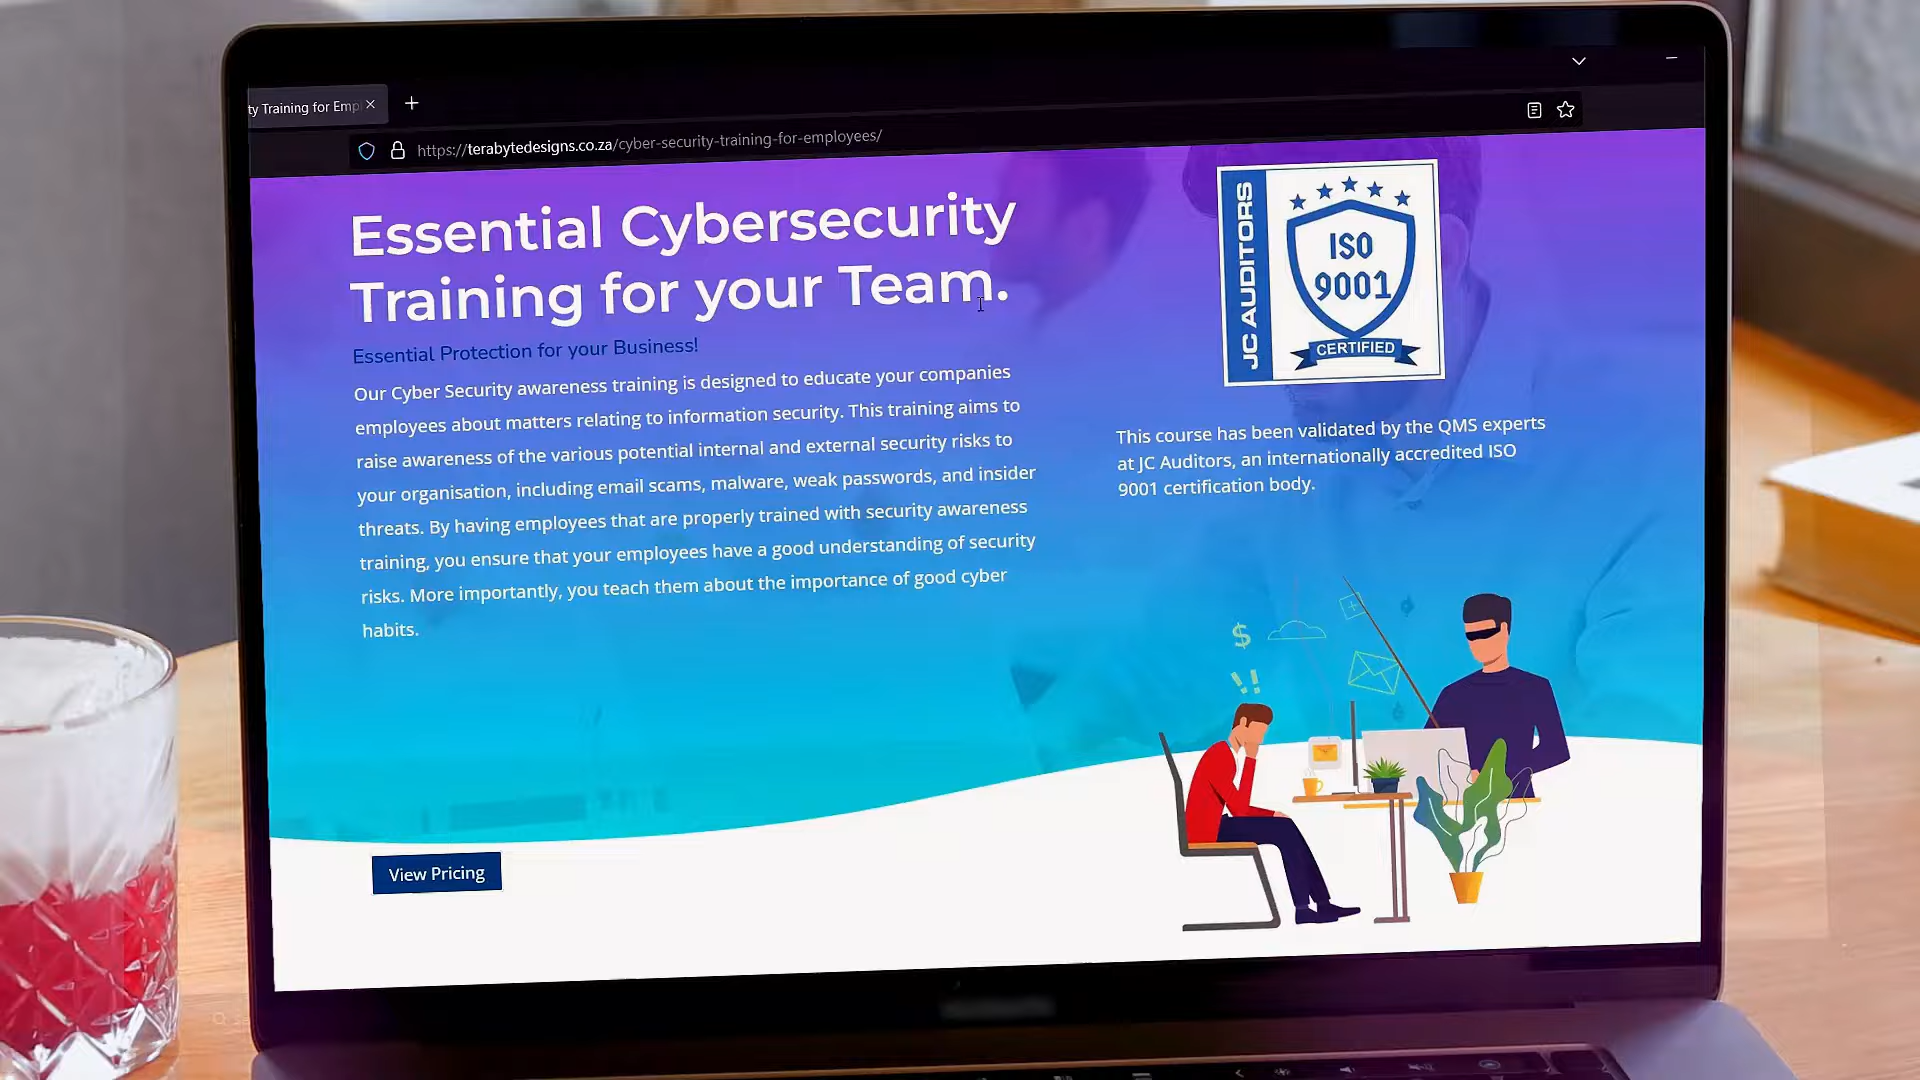 ty Training for Emp
https://terabytedesigns.co.za/cyber-security-training-for-employees/
Essential Cybersecurity
Training for your Team.
Essential Protection for your Business!
Our Cyber Security awareness training is designed to educate your companies
employees about matters relating to information security. This training aims to
raise awareness of the various potential internal and external security risks to
your organisation, including email scams, malware, weak passwords, and insider
threats. By having employees that are properly trained with security awareness
training, you ensure that your employees have a good understanding of security
risks. More importantly, you teach them about the importance of good cyber
habits.
View Pricing
JC AUDITORS
ISO
9001
CERTIFIED
This course has been validated by the QMS experts
at JC Auditors, an internationally accredited ISO
9001 certification body.
$
!!